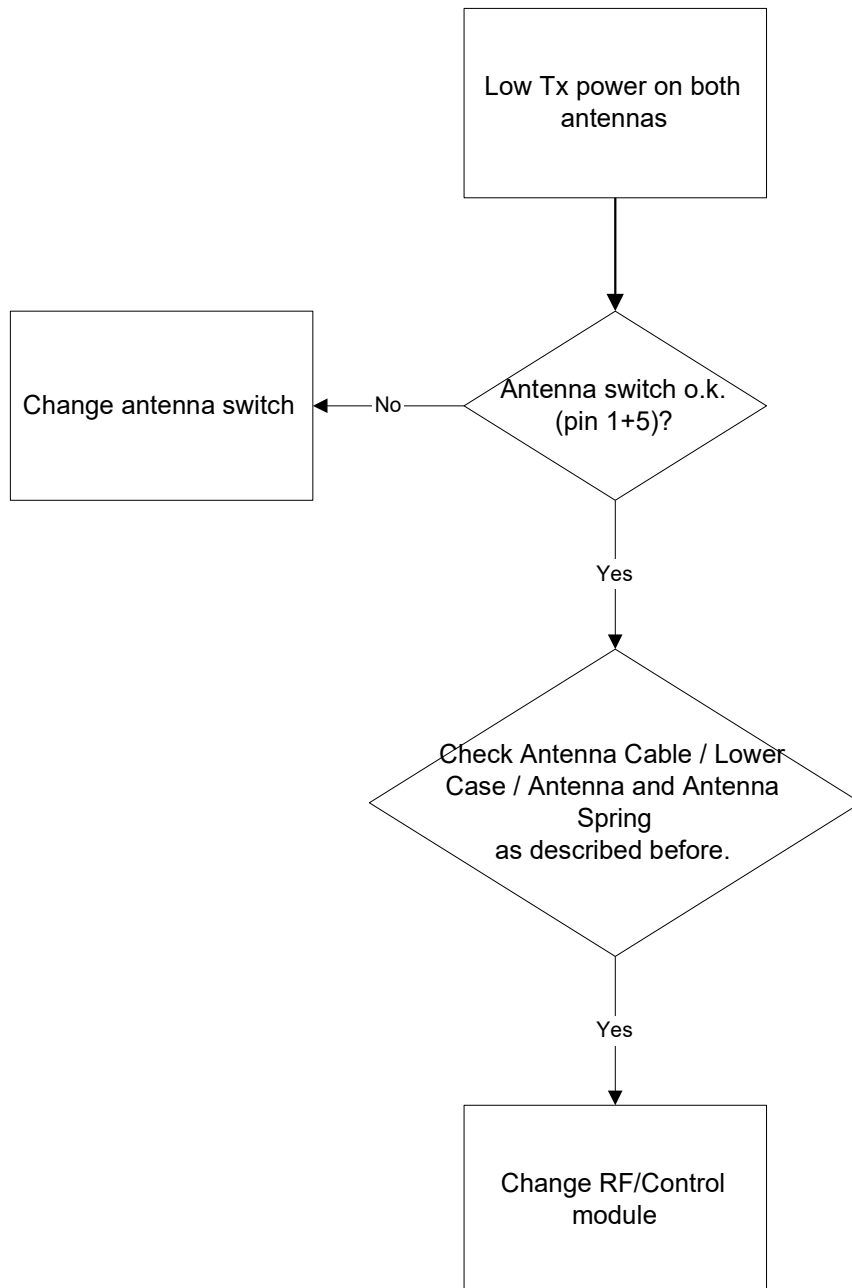 Low Tx power on both
antennas
Antenna switch o.k.
(pin 1+5)?
No
Change antenna switch
Yes
Check Antenna Cable / Lower
Case / Antenna and Antenna
Spring
as described before.
Yes
Change RF/Control
module